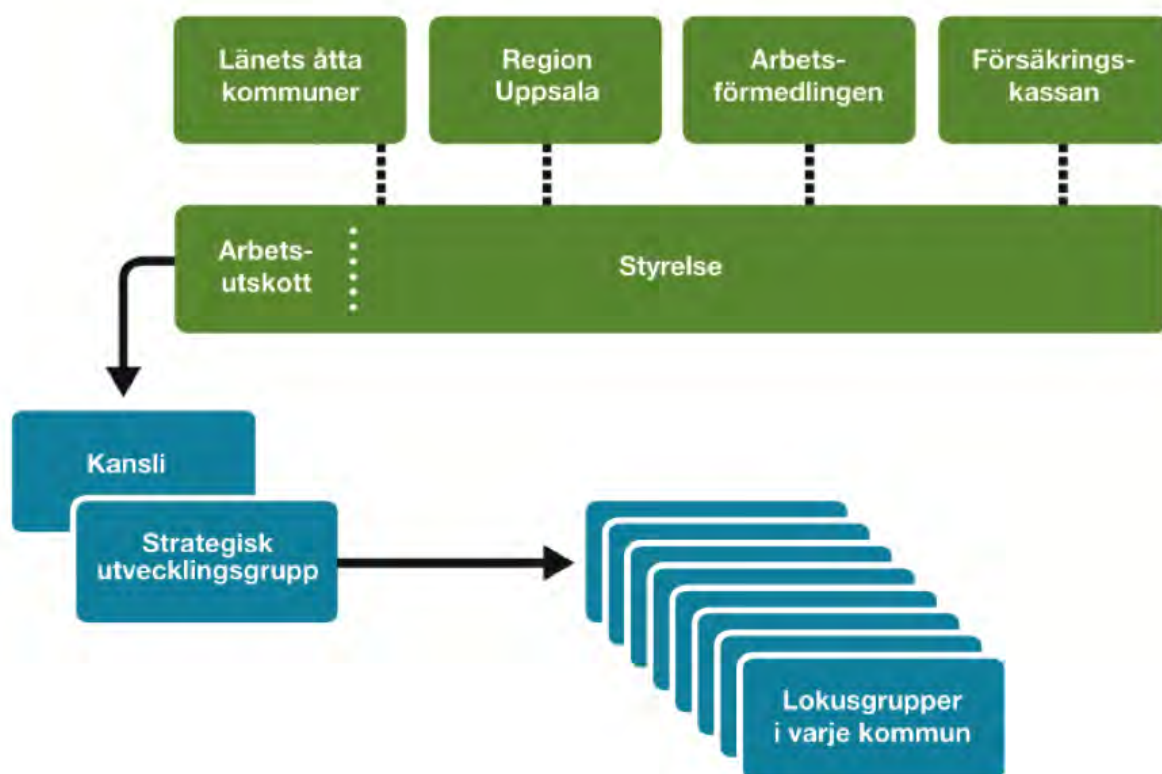 Länets åtta
kommuner
Region
Uppsala
Arbets-
förmedlingen
Försäkrings-
kassan
Arbets-
utskott
Styrelse
Kansli
Strategisk
utvecklingsgrupp
Lokusgrupper
i varje kommun